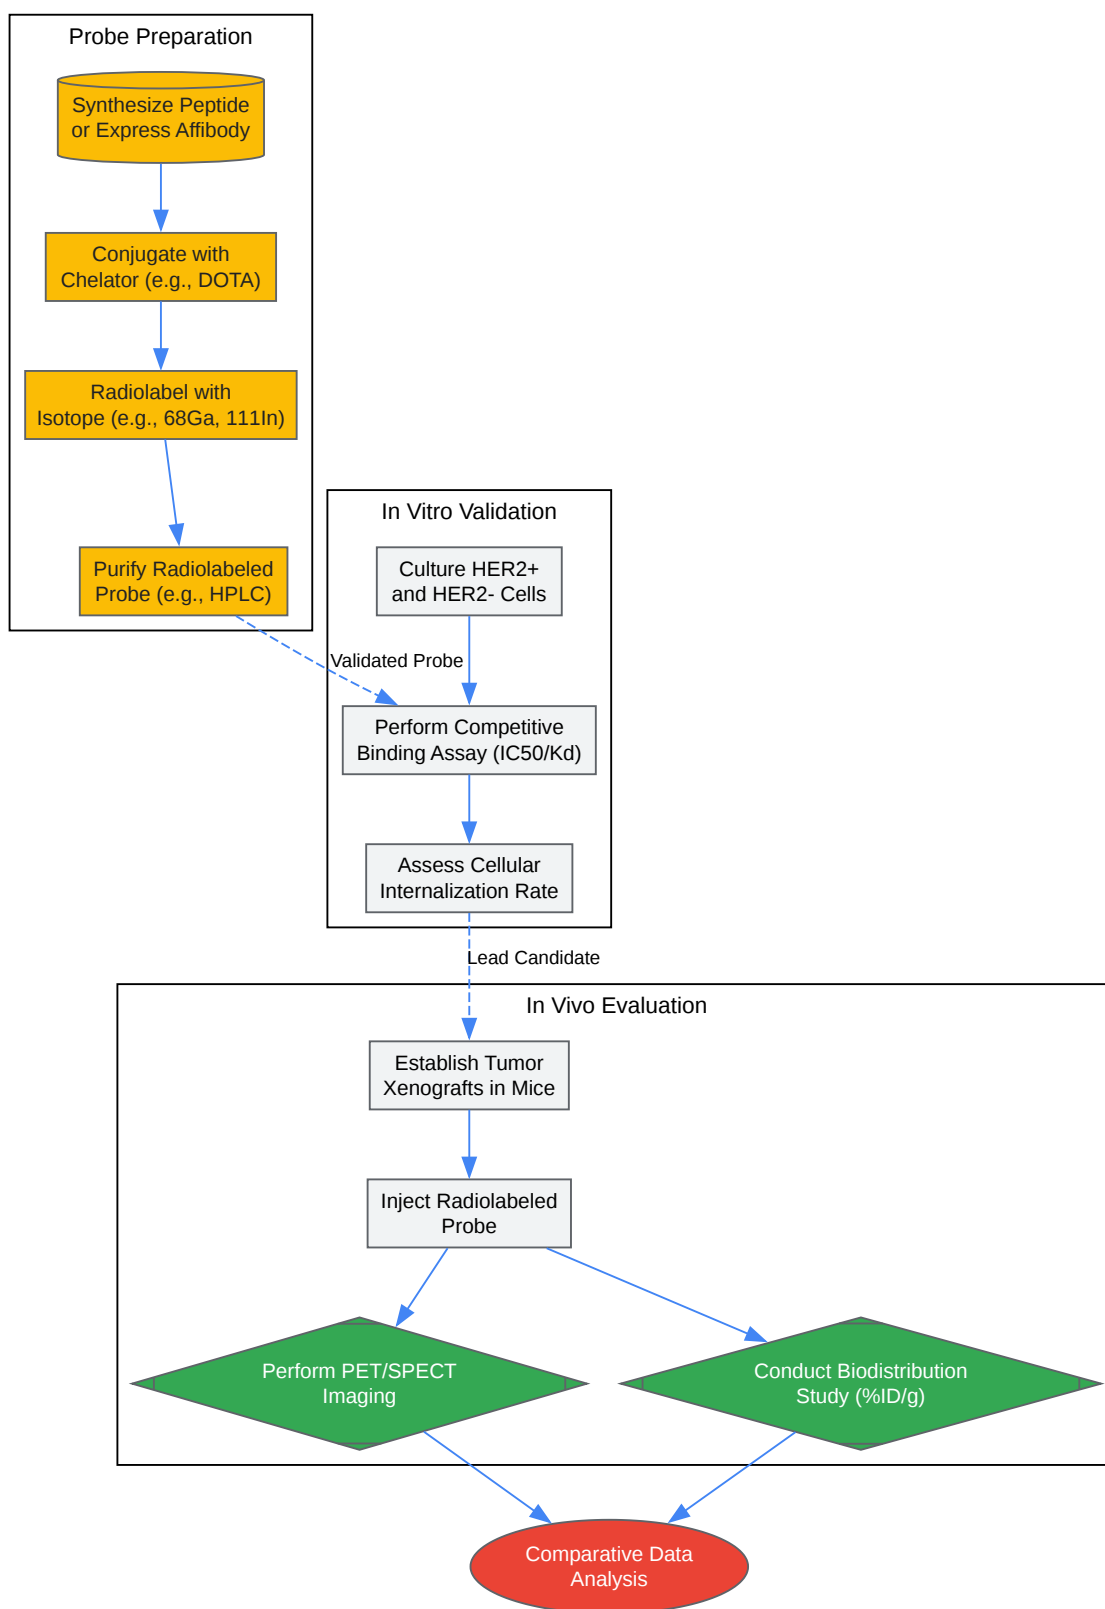 Probe Preparation
Synthesize Peptide
or Express Affibody
Conjugate with
Chelator (e.g., DOTA)
Radiolabel with
Isotope (e.g., 68Ga, 111In)
Purify Radiolabeled
Probe (e.g., HPLC)
In Vitro Validation
Culture HER2+
and HER2- Cells
Validated Probe
Perform Competitive
Binding Assay (IC50/Kd)
Assess Cellular
Internalization Rate
Lead Candidate
In Vivo Evaluation
Establish Tumor
Xenografts in Mice
Inject Radiolabeled
Probe
Perform PET/SPECT
Imaging
Conduct Biodistribution
Study (%ID/g)
Comparative Data
Analysis